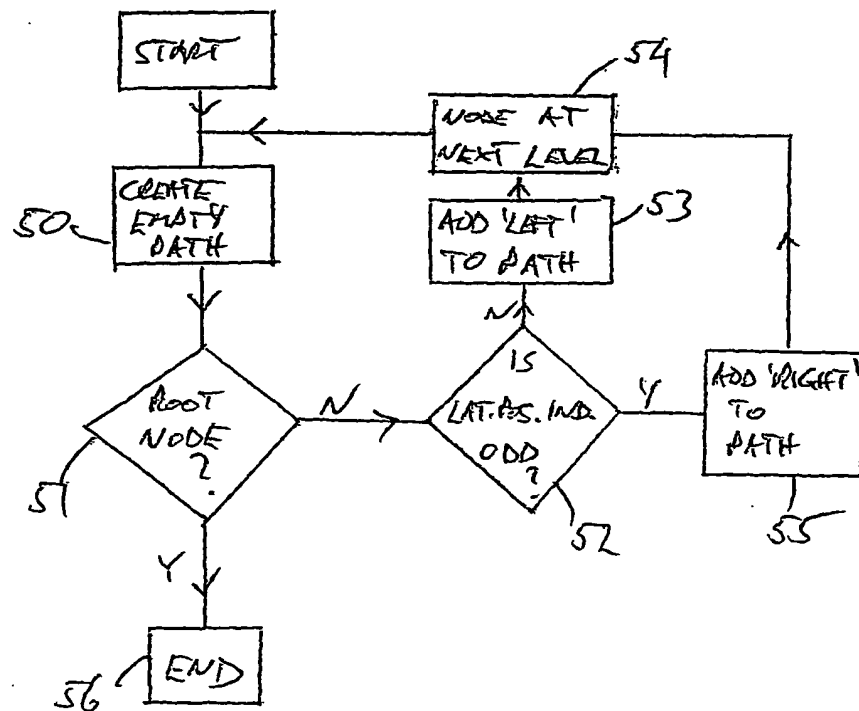 START
54
NODE AT
NEXT LEVEL
CREATE
EMPTY
PATH
50
ADD 'LEFT'
TO PATH
53
N
IS
LAT. POS. IND.
ODD
?
Y
ADD 'RIGHT'
TO
PATH
ROOT
NODE
?
N
51
52
55
Y
END
56